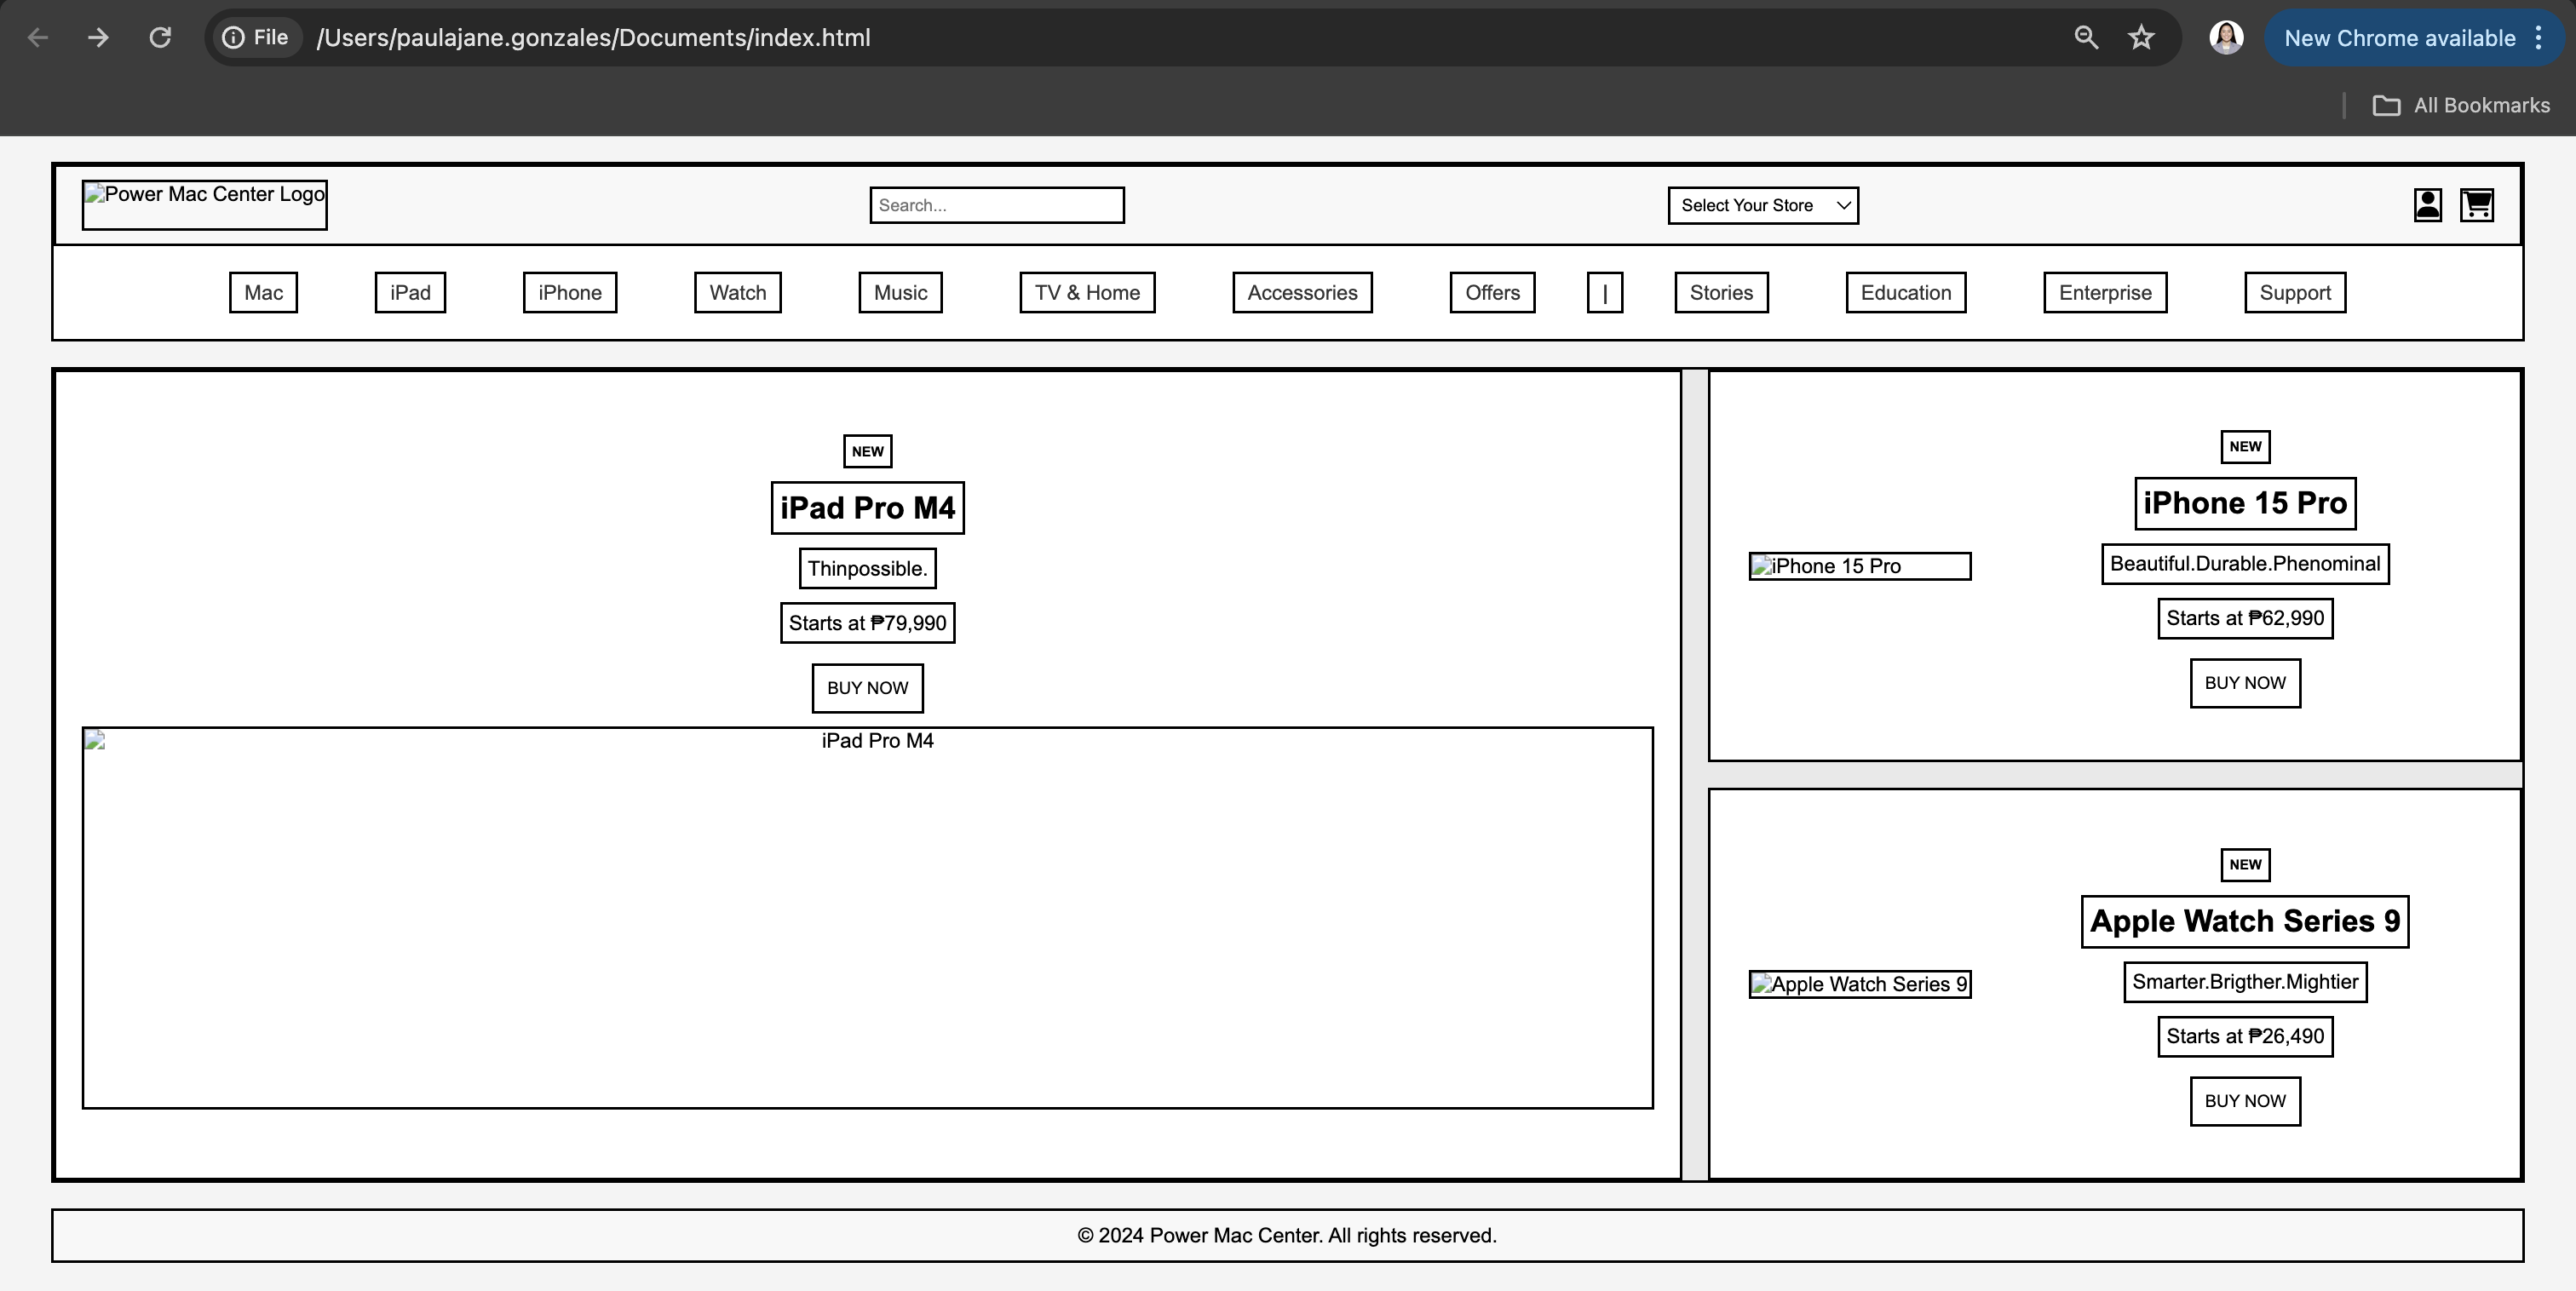 File /Users/paulajane.gonzales/Documents/index.html
New Chrome available
All Bookmarks
Power Mac Center Logo
Search...
Select Your Store
Mac iPad iPhone Watch Music TV & Home Accessories Offers | Stories Education Enterprise Support
NEW
iPad Pro M4
Thinpossible.
Starts at ₱79,990
BUY NOW
iPad Pro M4
iPhone 15 Pro
NEW
iPhone 15 Pro
Beautiful.Durable.Phenominal
Starts at ₱62,990
BUY NOW
Apple Watch Series 9
NEW
Apple Watch Series 9
Smarter.Brigther.Mightier
Starts at ₱26,490
BUY NOW
© 2024 Power Mac Center. All rights reserved.